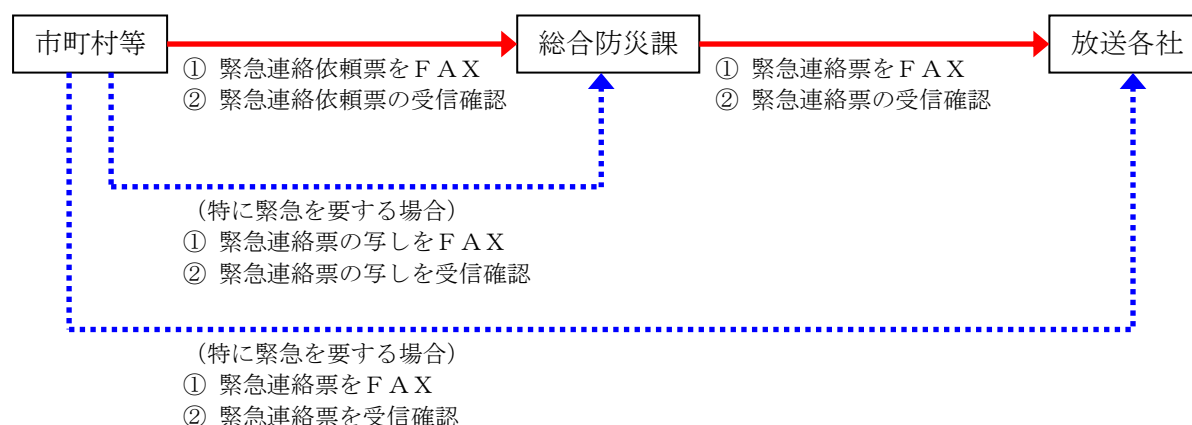 市町村等
総合防災課
放送各社
① 緊急連絡依頼票をＦＡＸ
② 緊急連絡依頼票の受信確認
① 緊急連絡票をＦＡＸ
② 緊急連絡票の受信確認
（特に緊急を要する場合）
① 緊急連絡票の写しをＦＡＸ
② 緊急連絡票の写しを受信確認
（特に緊急を要する場合）
① 緊急連絡票をＦＡＸ
② 緊急連絡票を受信確認